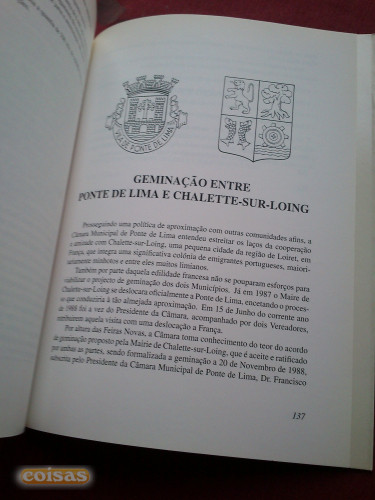 VILA DE PONTE DE LIMA
GEMINAÇÃO ENTRE
PONTE DE LIMA E CHALETTE-SUR-LOING
Prosseguindo uma política de aproximação com outras comunidades afins, a
Câmara Municipal de Ponte de Lima entendeu estreitar os laços da cooperação
e amizade com Chalette-sur-Loing, uma pequena cidade da região de Loiret, em
França, que integra uma significativa colónia de emigrantes portugueses, maiori-
tariamente minhotos e entre eles muitos limianos.
Também por parte daquela edilidade francesa não se pouparam esforços para
viabilizar o projecto de geminação dos dois Municípios. Já em 1987 o Maire de
Chalette-sur-Loing se deslocara oficialmente a Ponte de Lima, encetando o proces-
so que conduziria à tão almejada aproximação. Em 15 de Junho do corrente ano
de 1988 foi a vez do Presidente da Câmara, acompanhado por dois Vereadores,
retribuírem aquela visita com uma deslocação a França.
Por altura das Feiras Novas, a Câmara toma conhecimento do teor do acordo
de geminação proposto pela Mairie de Chalette-sur-Loing, que é aceite e ratificado
por ambas as partes, sendo formalizada a geminação a 20 de Novembro de 1988,
subscrita pelo Presidente da Câmara Municipal de Ponte de Lima, Dr. Francisco
137
coisas